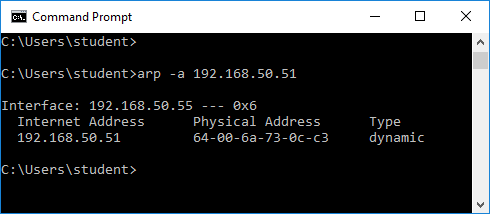 Command Prompt
C:\Users\student>
C:\Users\student>arp -a 192.168.50.51
Interface: 192.168.50.55 --- 0x6
Internet Address Physical Address Type
192.168.50.51 64-00-6a-73-0c-c3 dynamic
C:\Users\student>